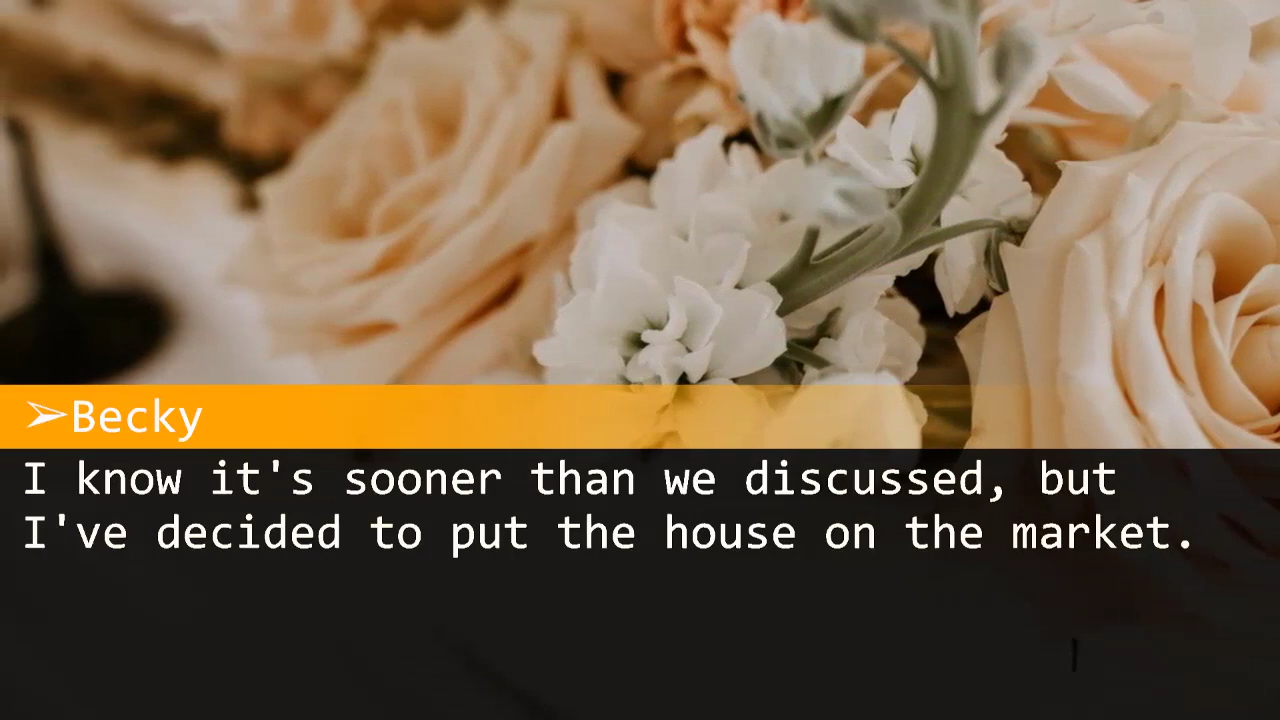 ➢Becky
I know it's sooner than we discussed, but
I've decided to put the house on the market.